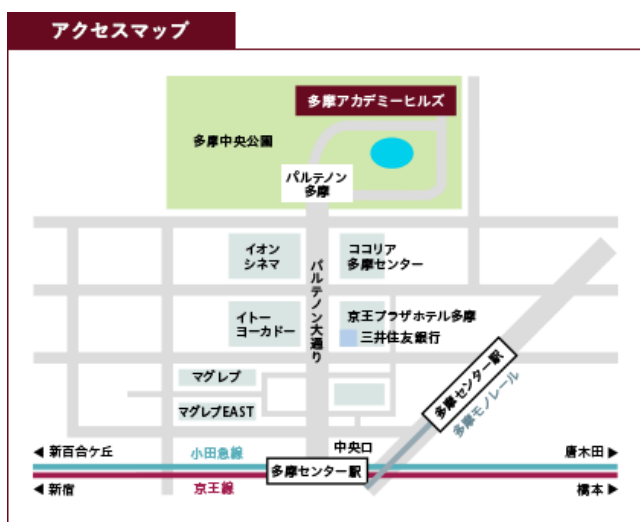 アクセスマップ
多摩アカデミーヒルズ
多摩中央公園
パルテノン
多摩
イオン
シネマ
パルテノン大通り
ココリア
多摩センター
イトー
ヨーカドー
京王プラザホテル多摩
三井住友銀行
マグレブ
マグレブEAST
多摩センター駅
多摩モノレール
中央口
◀新百合ケ丘
小田急線
唐木田▶
多摩センター駅
◀新宿
京王線
橋本▶